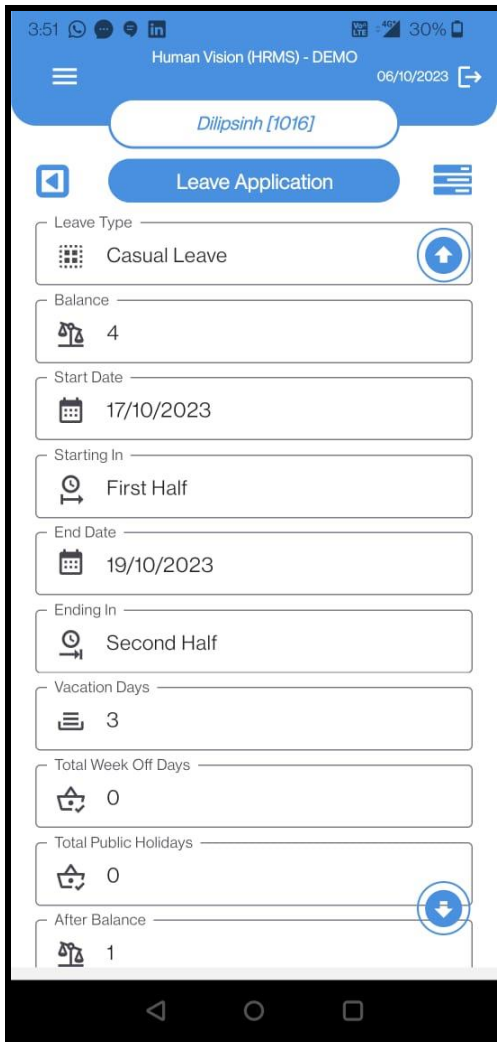 3:51 VoLTE 4G+ 30%
Human Vision (HRMS) - DEMO
06/10/2023
Dilipsinh [1016]
Leave Application
Leave Type
Casual Leave
Balance
4
Start Date
17/10/2023
Starting In
First Half
End Date
19/10/2023
Ending In
Second Half
Vacation Days
3
Total Week Off Days
0
Total Public Holidays
0
After Balance
1